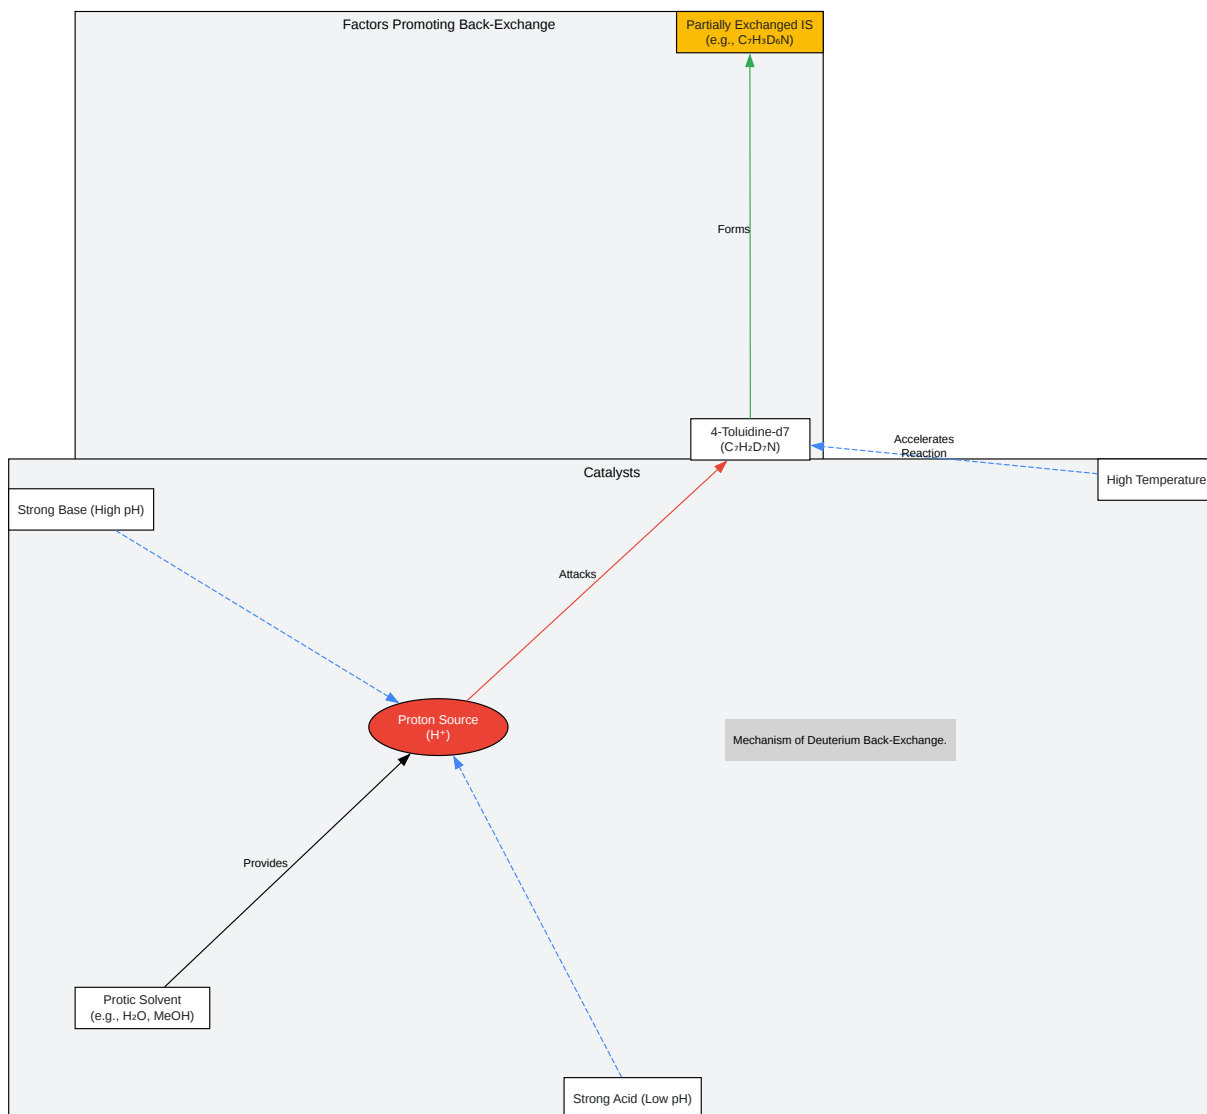 Factors Promoting Back-Exchange
Partially Exchanged IS
(e.g., C₇H₃D₆N)
Forms
4-Toluidine-d7
(C₇H₂D₇N)
Accelerates
Reaction
High Temperature
Catalysts
Strong Base (High pH)
Attacks
Proton Source
(H⁺)
Mechanism of Deuterium Back-Exchange.
Provides
Protic Solvent
(e.g., H₂O, MeOH)
Strong Acid (Low pH)